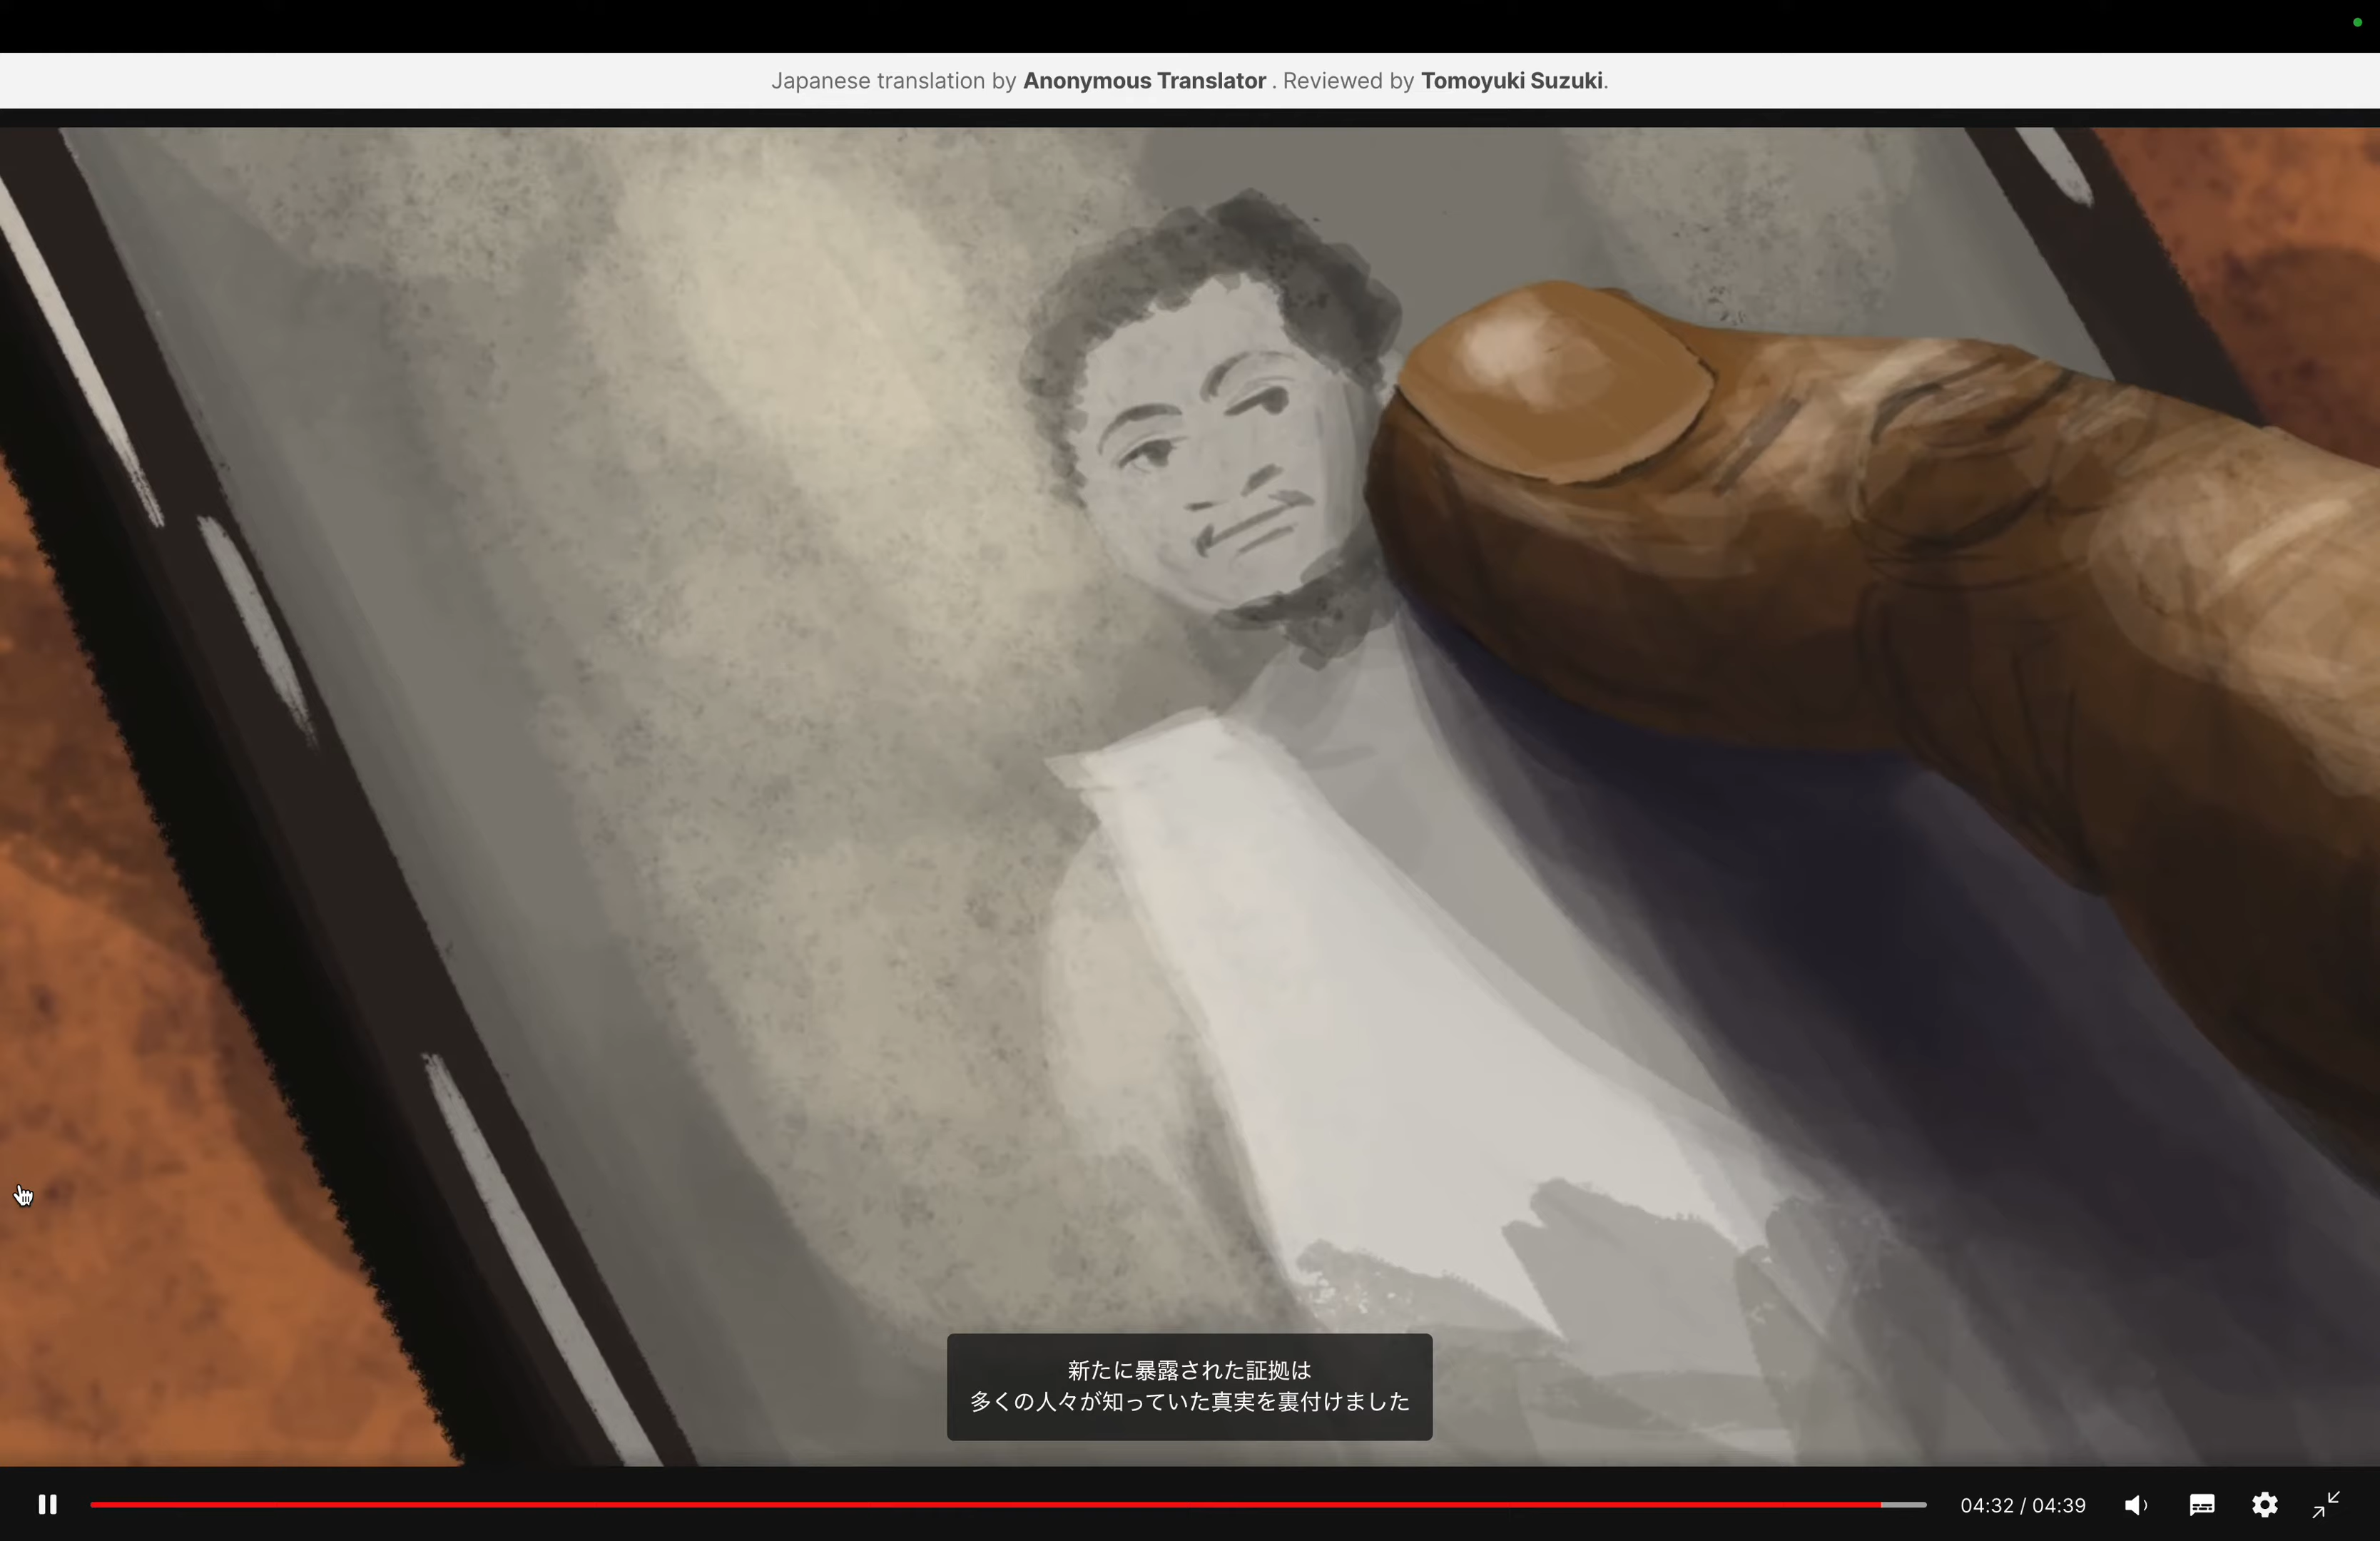 Japanese translation by Anonymous Translator . Reviewed by Tomoyuki Suzuki.
新たに暴露された証拠は
多くの人々が知っていた真実を裏付けました
04:32 / 04:39